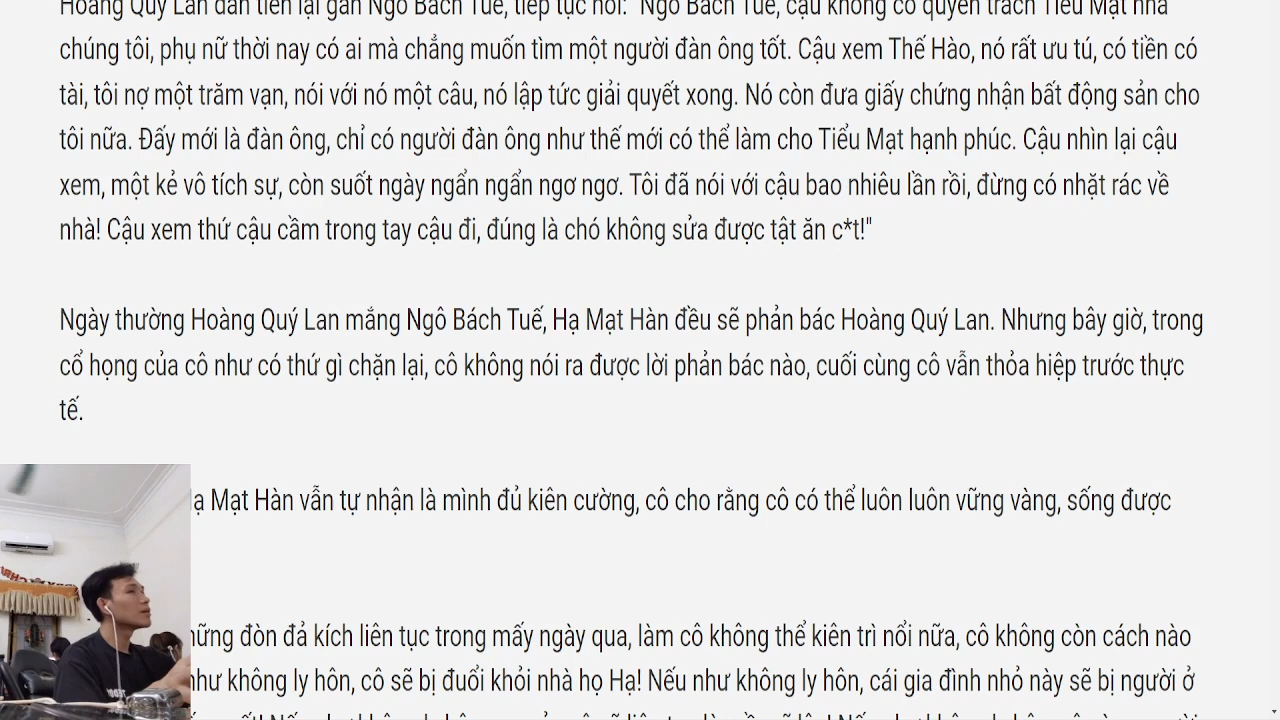 Hoàng Quý Lan dẫn tiền lại gần Ngô Bách Tuế, tiếp tục nói: "Ngô Bách Tuế, cậu không có quyền trách Tiểu Mạt nhà
chúng tôi, phụ nữ thời nay có ai mà chẳng muốn tìm một người đàn ông tốt. Cậu xem Thế Hào, nó rất ưu tú, có tiền có
tài, tôi nợ một trăm vạn, nói với nó một câu, nó lập tức giải quyết xong. Nó còn đưa giấy chứng nhận bất động sản cho
tôi nữa. Đấy mới là đàn ông, chỉ có người đàn ông như thế mới có thể làm cho Tiểu Mạt hạnh phúc. Cậu nhìn lại cậu
xem, một kẻ vô tích sự, còn suốt ngày ngẩn ngẩn ngơ ngơ. Tôi đã nói với cậu bao nhiêu lần rồi, đừng có nhặt rác về
nhà! Cậu xem thứ cậu cầm trong tay cậu đi, đúng là chó không sửa được tật ăn c*t!"
Ngày thường Hoàng Quý Lan mắng Ngô Bách Tuế, Hạ Mạt Hàn đều sẽ phản bác Hoàng Quý Lan. Nhưng bây giờ, trong
cổ họng của cô như có thứ gì chặn lại, cô không nói ra được lời phản bác nào, cuối cùng cô vẫn thỏa hiệp trước thực
tế.
Mạt Hàn vẫn tự nhận là mình đủ kiên cường, cô cho rằng cô có thể luôn luôn vững vàng, sống được
những đòn đả kích liên tục trong mấy ngày qua, làm cô không thể kiên trì nổi nữa, cô không còn cách nào
như không ly hôn, cô sẽ bị đuổi khỏi nhà họ Hạ! Nếu như không ly hôn, cái gia đình nhỏ này sẽ bị người ở